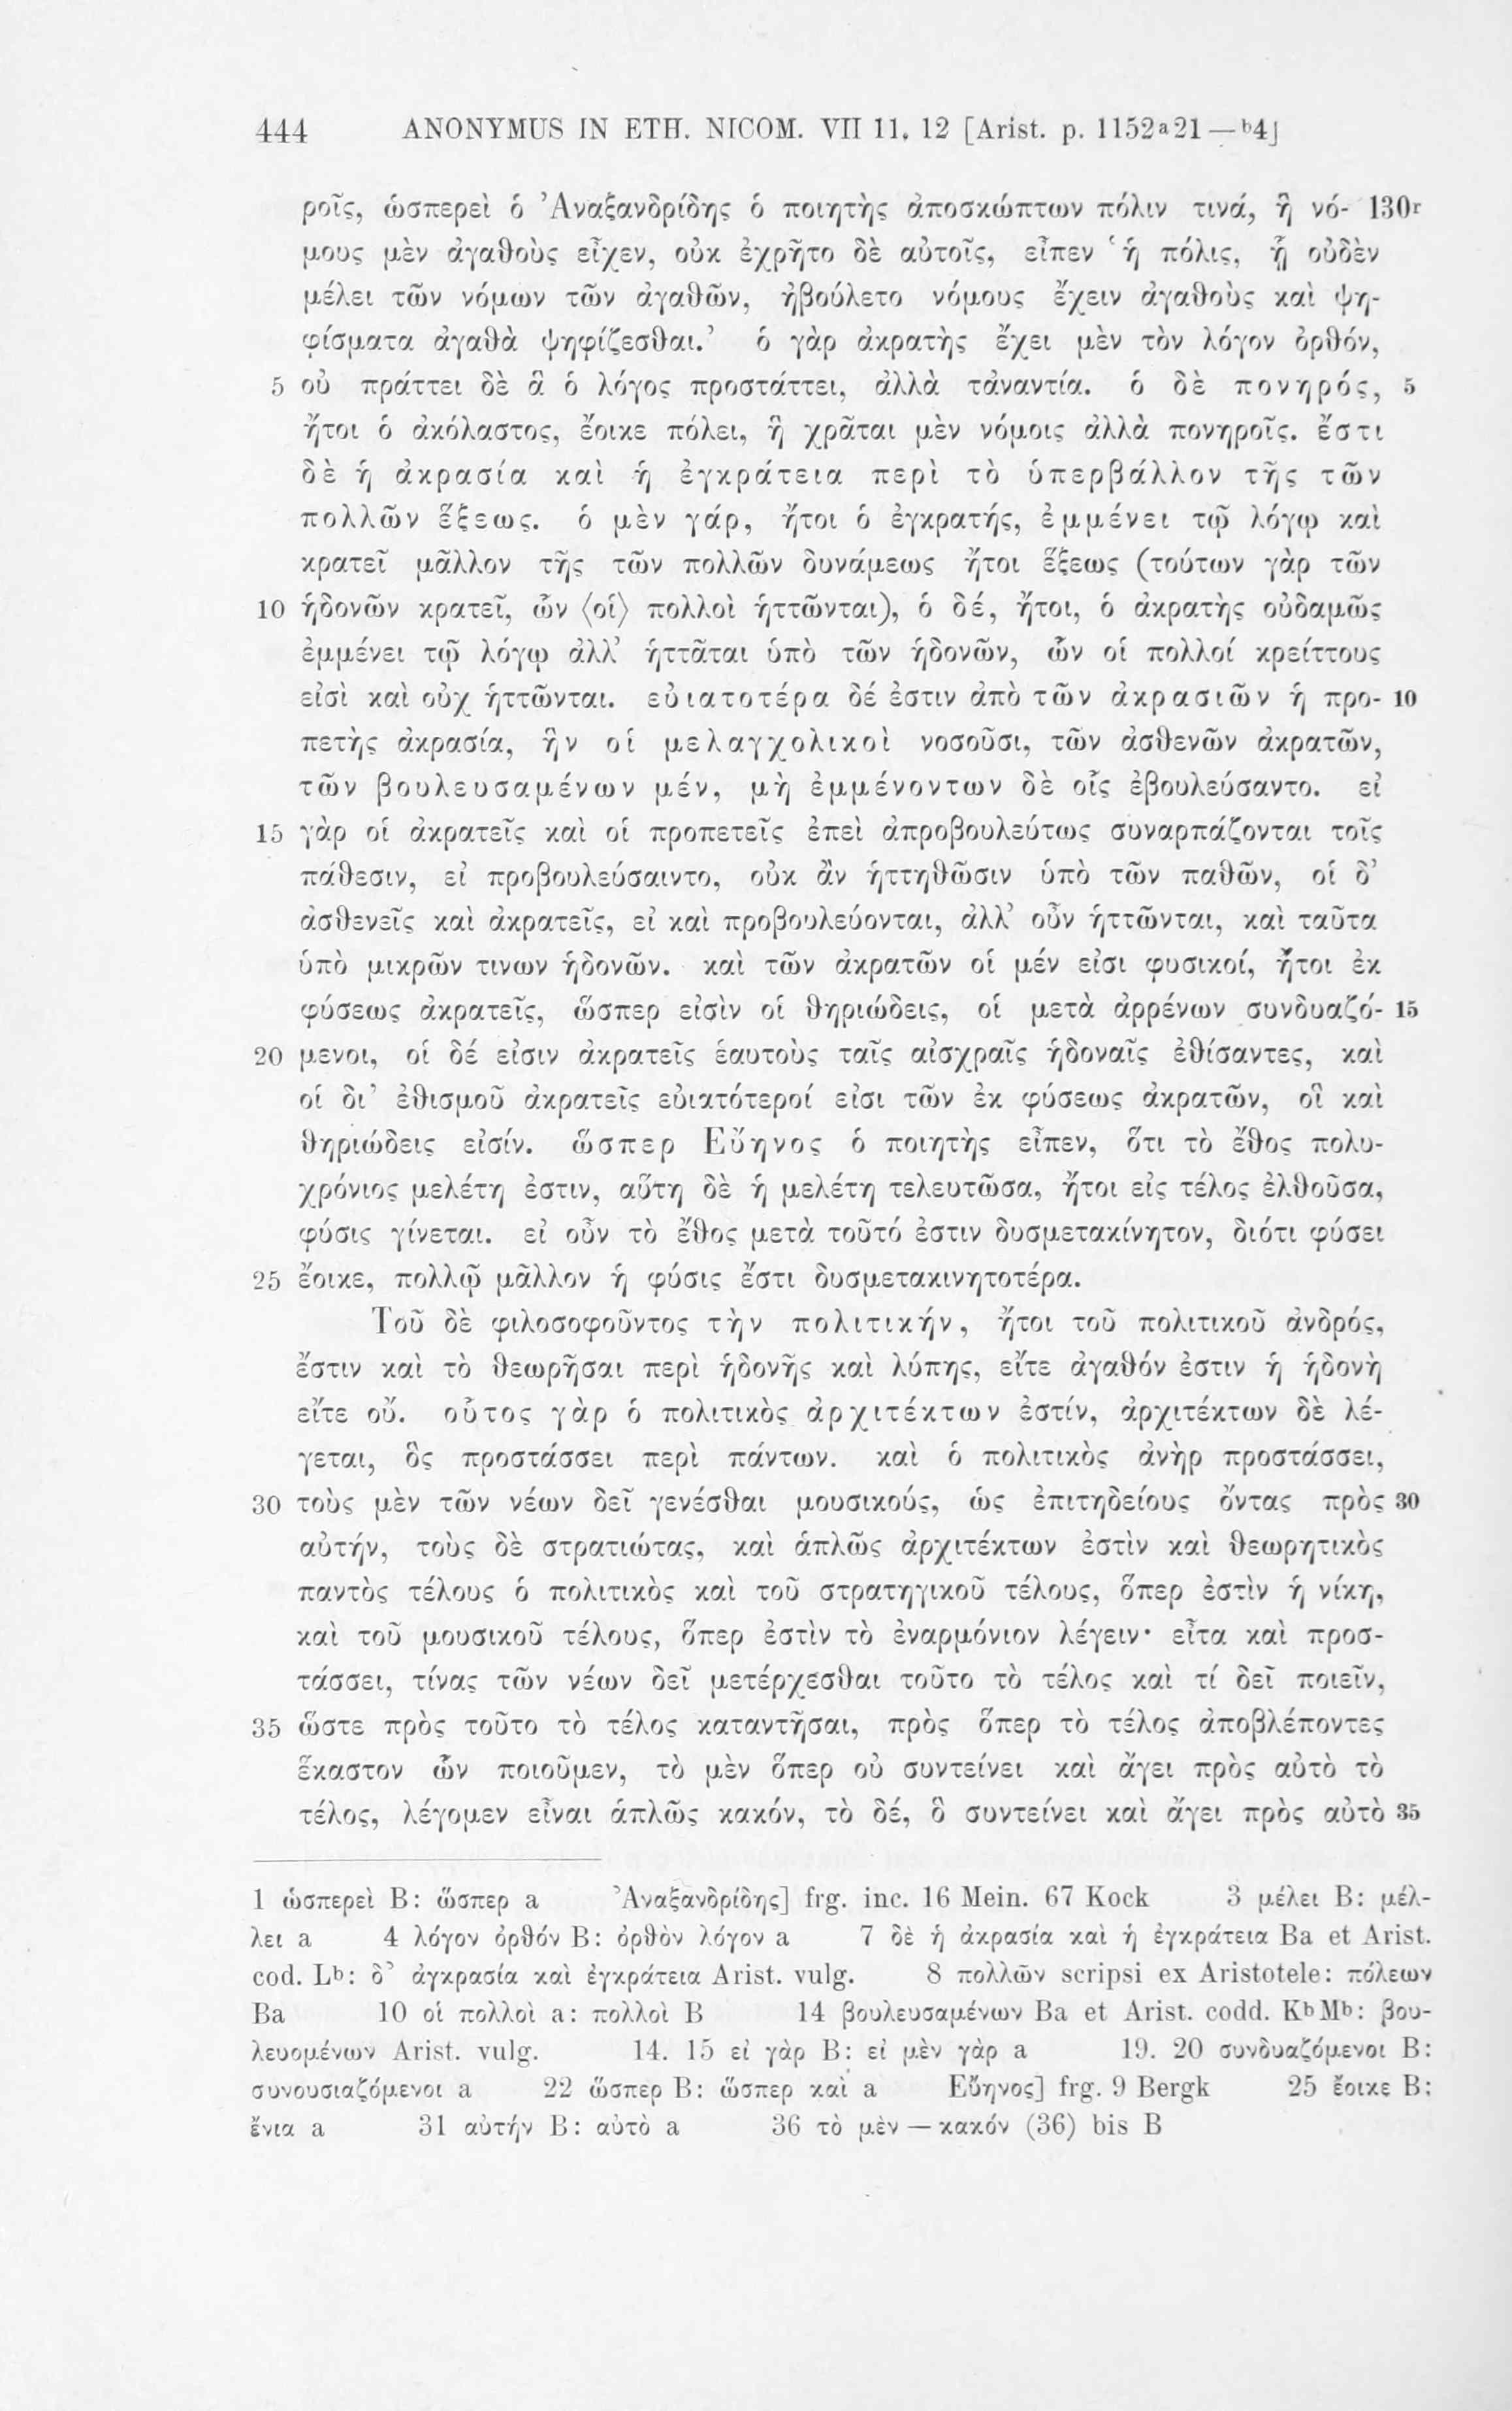 444 ANONYMUS IN ETH. NICOM. VII 11. 12 [Arist. p. 1152a21—b4]
ροῖς, ὡσπερεὶ ὁ Ἀναξανδρίδης ὁ ποιητὴς ἀποσκώπτων πόλιν τινά, ἣ νό- 130r
μους μὲν ἀγαθοὺς εἶχεν, οὐκ ἐχρῆτο δὲ αὐτοῖς, εἶπεν ‘ἡ πόλις, ᾗ οὐδὲν
μέλει τῶν νόμων τῶν ἀγαθῶν, ἠβούλετο νόμους ἔχειν ἀγαθοὺς καὶ ψη-
φίσματα ἀγαθὰ ψηφίζεσθαι.’ ὁ γὰρ ἀκρατὴς ἔχει μὲν τὸν λόγον ὀρθόν,
5 οὐ πράττει δὲ ἃ ὁ λόγος προστάττει, ἀλλὰ τἀναντία. ὁ δὲ πονηρός, 5
ἤτοι ὁ ἀκόλαστος, ἔοικε πόλει, ἣ χρᾶται μὲν νόμοις ἀλλὰ πονηροῖς. ἔστι
δὲ ἡ ἀκρασία καὶ ἡ ἐγκράτεια περὶ τὸ ὑπερβάλλον τῆς τῶν
πολλῶν ἕξεως. ὁ μὲν γάρ, ἤτοι ὁ ἐγκρατής, ἐμμένει τῷ λόγῳ καὶ
κρατεῖ μᾶλλον τῆς τῶν πολλῶν δυνάμεως ἤτοι ἕξεως (τούτων γὰρ τῶν
10 ἡδονῶν κρατεῖ, ὧν ⟨οἱ⟩ πολλοὶ ἡττῶνται), ὁ δέ, ἤτοι, ὁ ἀκρατὴς οὐδαμῶς
ἐμμένει τῷ λόγῳ ἀλλ’ ἡττᾶται ὑπὸ τῶν ἡδονῶν, ὧν οἱ πολλοί κρείττους
εἰσὶ καὶ οὐχ ἡττῶνται. εὐιατοτέρα δέ ἐστιν ἀπὸ τῶν ἀκρασιῶν ἡ προ- 10
πετὴς ἀκρασία, ἣν οἱ μελαγχολικοὶ νοσοῦσι, τῶν ἀσθενῶν ἀκρατῶν,
τῶν βουλευσαμένων μέν, μὴ ἐμμένοντων δὲ οἷς ἐβουλεύσαντο. εἰ
15 γὰρ οἱ ἀκρατεῖς καὶ οἱ προπετεῖς ἐπεὶ ἀπροβουλεύτως συναρπάζονται τοῖς
πάθεσιν, εἰ προβουλεύσαιντο, οὐκ ἂν ἡττηθῶσιν ὑπὸ τῶν παθῶν, οἱ δ’
ἀσθενεῖς καὶ ἀκρατεῖς, εἰ καὶ προβουλεύονται, ἀλλ’ οὖν ἡττῶνται, καὶ ταῦτα
ὑπὸ μικρῶν τινων ἡδονῶν. καὶ τῶν ἀκρατῶν οἱ μέν εἰσι φυσικοί, ἤτοι ἐκ
φύσεως ἀκρατεῖς, ὥσπερ εἰσὶν οἱ θηριώδεις, οἱ μετὰ ἀρρένων συνδυαζό- 15
20 μενοι, οἱ δέ εἰσιν ἀκρατεῖς ἑαυτοὺς ταῖς αἰσχραῖς ἡδοναῖς ἐθίσαντες, καὶ
οἱ δι’ ἐθισμοῦ ἀκρατεῖς εὐιατότεροί εἰσι τῶν ἐκ φύσεως ἀκρατῶν, οἳ καὶ
θηριώδεις εἰσίν. ὥσπερ Εὔηνος ὁ ποιητὴς εἶπεν, ὅτι τὸ ἔθος πολυ-
χρόνιος μελέτη ἐστιν, αὕτη δὲ ἡ μελέτη τελευτῶσα, ἤτοι εἰς τέλος ἐλθοῦσα,
φύσις γίνεται. εἰ οὖν τὸ ἔθος μετὰ τοῦτό ἐστιν δυσμετακίνητον, διότι φύσει
25 ἔοικε, πολλῷ μᾶλλον ἡ φύσις ἔστι δυσμετακινητοτέρα.
Τοῦ δὲ φιλοσοφοῦντος τὴν πολιτικήν, ἤτοι τοῦ πολιτικοῦ ἀνδρός,
ἔστιν καὶ τὸ θεωρῆσαι περὶ ἡδονῆς καὶ λύπης, εἴτε ἀγαθόν ἐστιν ἡ ἡδονὴ
εἴτε οὔ. οὗτος γὰρ ὁ πολιτικὸς ἀρχιτέκτων ἐστίν, ἀρχιτέκτων δὲ λέ-
γεται, ὃς προστάσσει περὶ πάντων. καὶ ὁ πολιτικὸς ἀνὴρ προστάσσει,
30 τοὺς μὲν τῶν νέων δεῖ γενέσθαι μουσικούς, ὡς ἐπιτηδείους ὄντας πρὸς 30
αὐτήν, τοὺς δὲ στρατιώτας, καὶ ἁπλῶς ἀρχιτέκτων ἐστὶν καὶ θεωρητικὸς
παντὸς τέλους ὁ πολιτικὸς καὶ τοῦ στρατηγικοῦ τέλους, ὅπερ ἐστὶν ἡ νίκη,
καὶ τοῦ μουσικοῦ τέλους, ὅπερ ἐστὶν τὸ ἐναρμόνιον λέγειν· εἶτα καὶ προσ-
τάσσει, τίνας τῶν νέων δεῖ μετέρχεσθαι τοῦτο τὸ τέλος καὶ τί δεῖ ποιεῖν,
35 ὥστε πρὸς τοῦτο τὸ τέλος καταντῆσαι, πρὸς ὅπερ τὸ τέλος ἀποβλέποντες
ἕκαστον ὧν ποιοῦμεν, τὸ μὲν ὅπερ οὐ συντείνει καὶ ἄγει πρὸς αὐτὸ τὸ
τέλος, λέγομεν εἶναι ἁπλῶς κακόν, τὸ δέ, ὃ συντείνει καὶ ἄγει πρὸς αὐτὸ 35
1 ὡσπερεὶ B: ὥσπερ a Ἀναξανδρίδης] frg. inc. 16 Mein. 67 Kock 3 μέλει B: μέλ-
λει a 4 λόγον ὀρθόν B: ὀρθὸν λόγον a 7 δὲ ἡ ἀκρασία καὶ ἡ ἐγκράτεια Ba et Arist.
cod. Lb: δ’ ἀγκρασία καὶ ἐγκράτεια Arist. vulg. 8 πολλῶν scripsi ex Aristotele: πόλεων
Ba 10 οἱ πολλοὶ a: πολλοὶ B 14 βουλευσαμένων Ba et Arist. codd. KbMb: βου-
λευομένων Arist. vulg. 14. 15 εἰ γὰρ B: εἰ μὲν γὰρ a 19. 20 συνδυαζόμενοι B:
συνουσιαζόμενοι a 22 ὥσπερ B: ὥσπερ καὶ a Εὔηνος] frg. 9 Bergk 25 ἔοικε B:
ἔνια a 31 αὐτήν B: αὐτὸ a 36 τὸ μὲν — κακόν (36) bis B